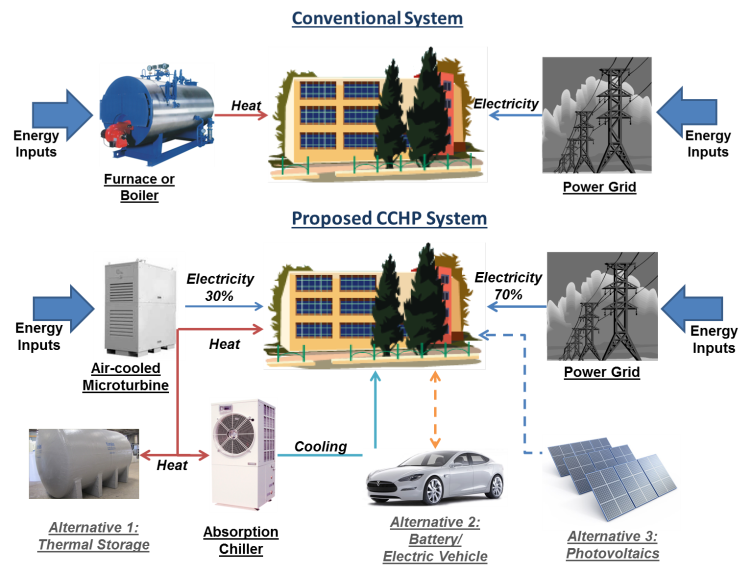 Conventional System
Energy
Inputs
Heat
Electricity
Energy
Inputs
Furnace or
Boiler
Power Grid
Proposed CCHP System
Energy
Inputs
Electricity
30%
Heat
Electricity
70%
Energy
Inputs
Air-cooled
Microturbine
Power Grid
Heat
Cooling
Alternative 1:
Thermal Storage
Absorption
Chiller
Alternative 2:
Battery/
Electric Vehicle
Alternative 3:
Photovoltaics